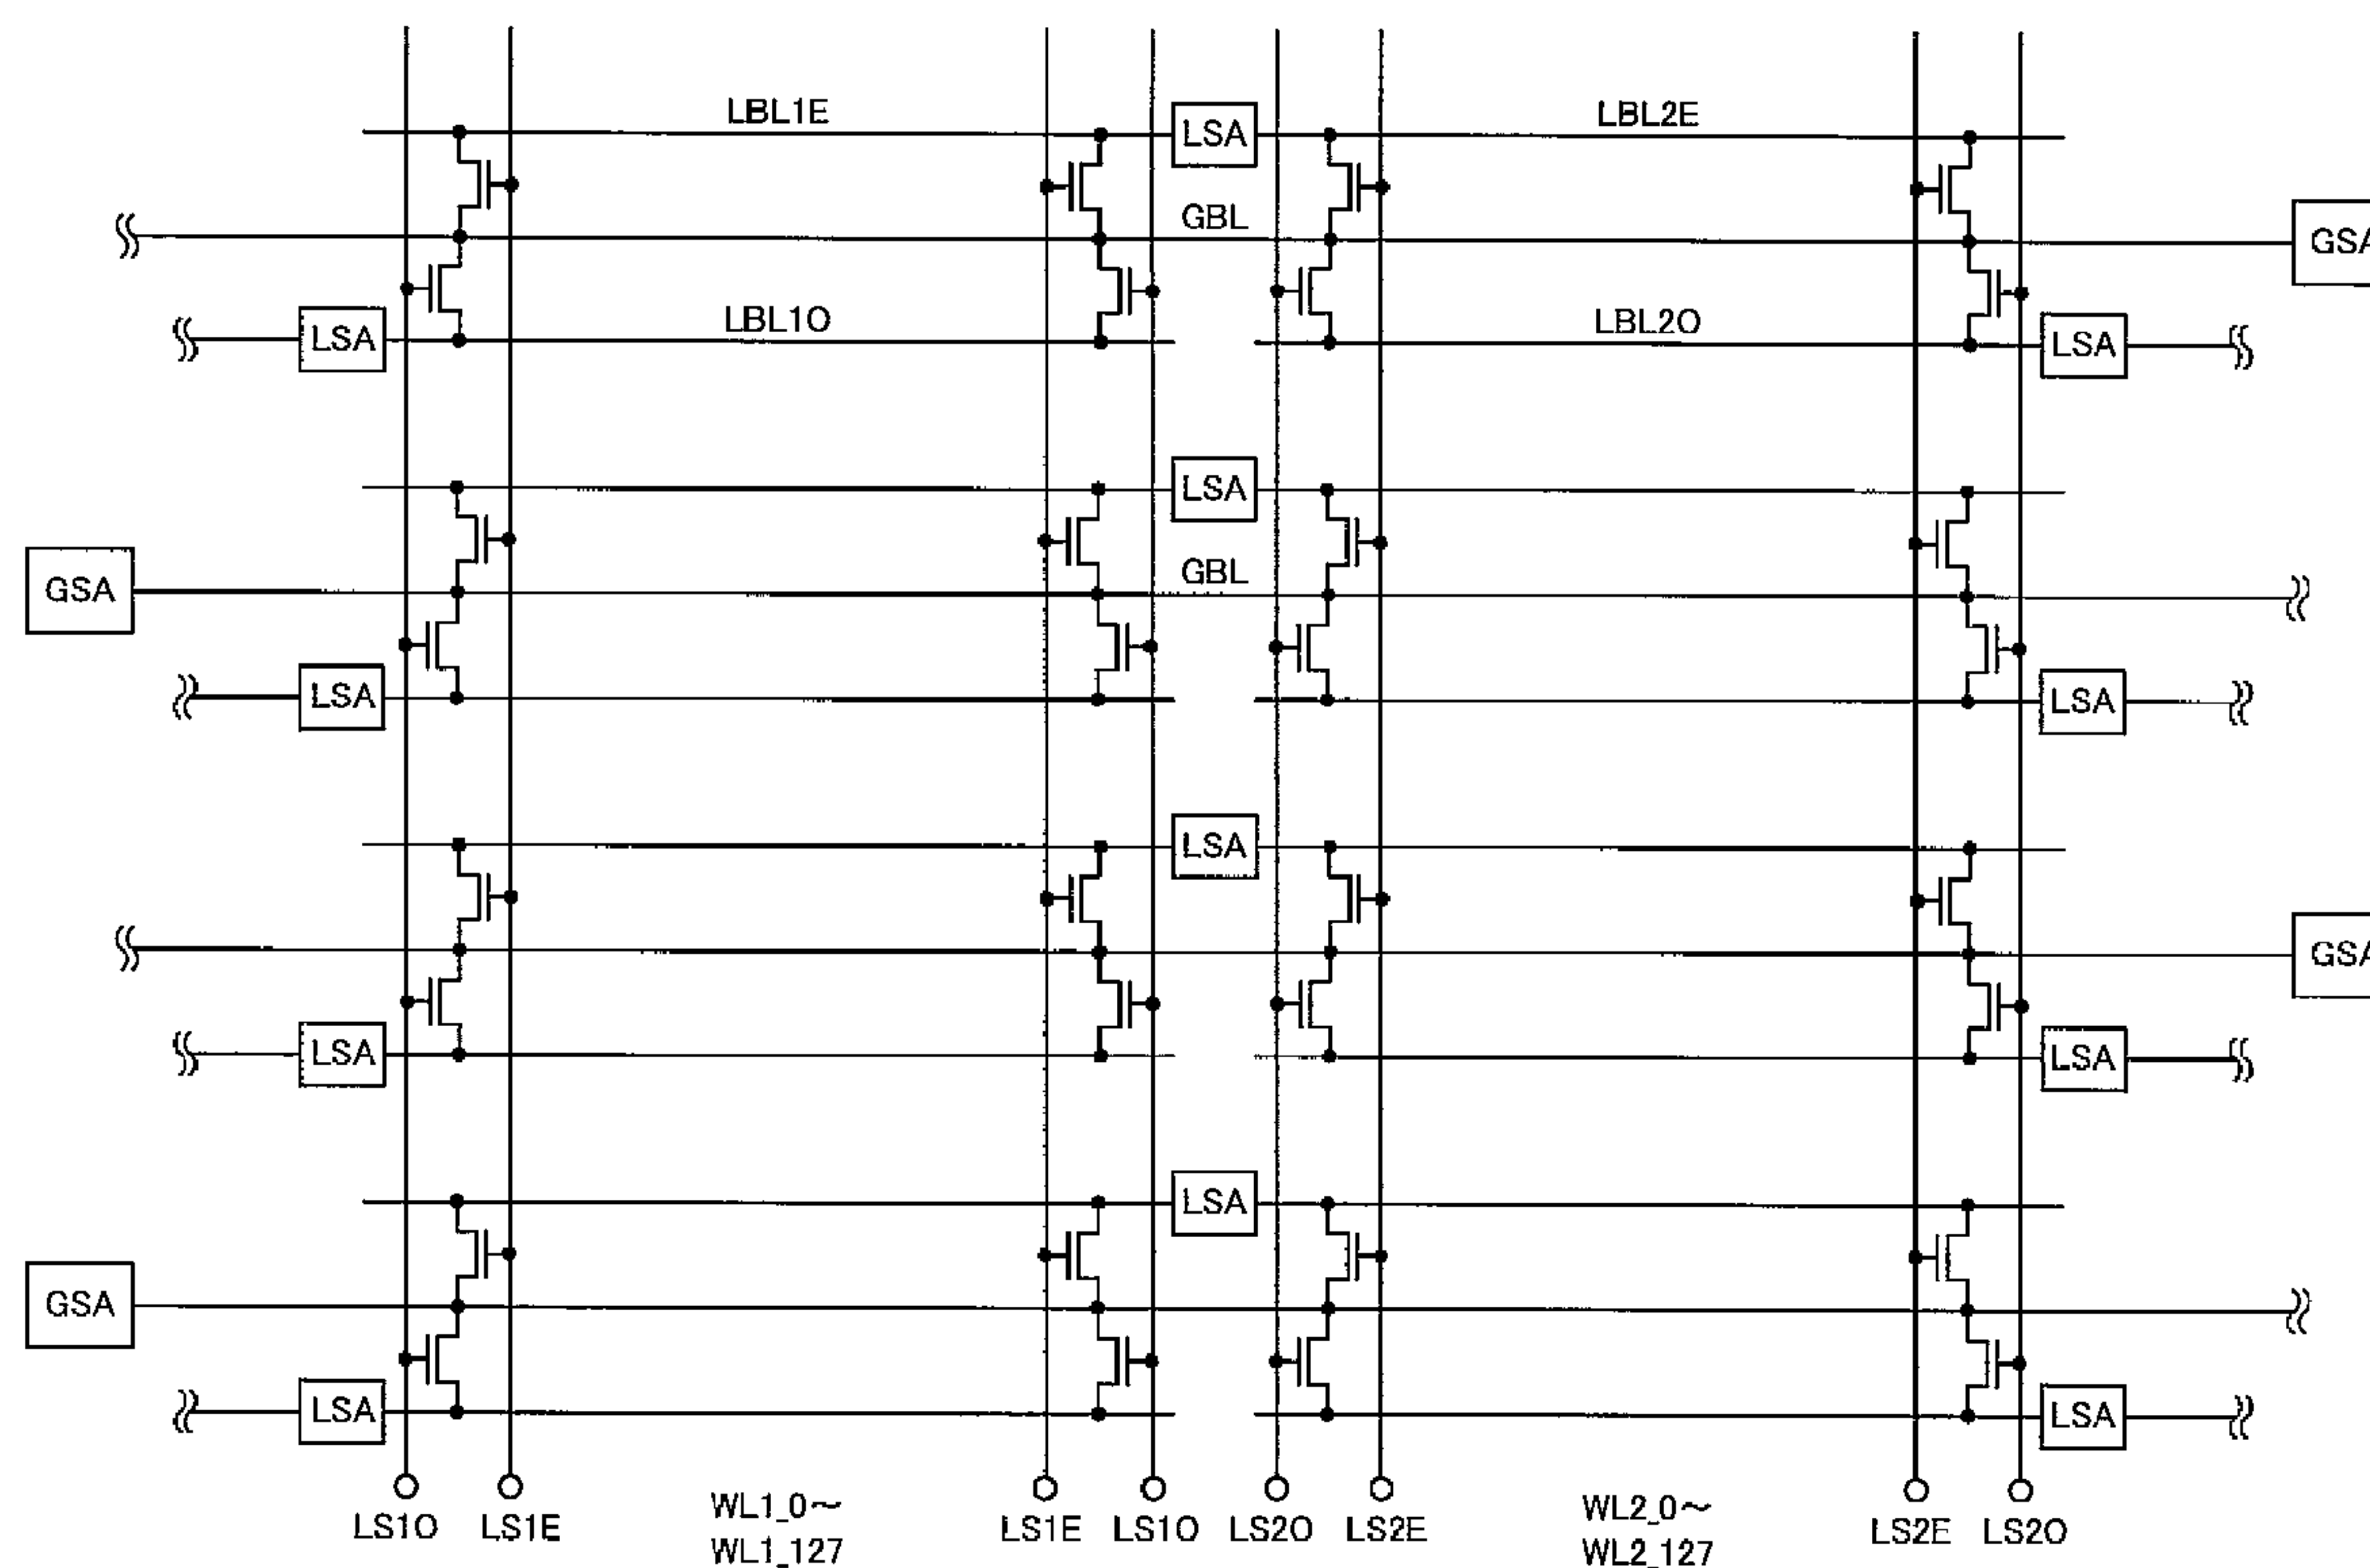 LBL1E
LSA
LBL2E
GBL
GSA
LSA
LBL1O
LBL2O
LSA
LSA
GSA
GBL
LSA
LSA
LSA
GSA
LSA
LSA
LSA
GSA
LSA
LSA
LS1O
LS1E
WL1_0~
WL1_127
LS1E
LS1O
LS2O
LS2E
WL2_0~
WL2_127
LS2E
LS2O